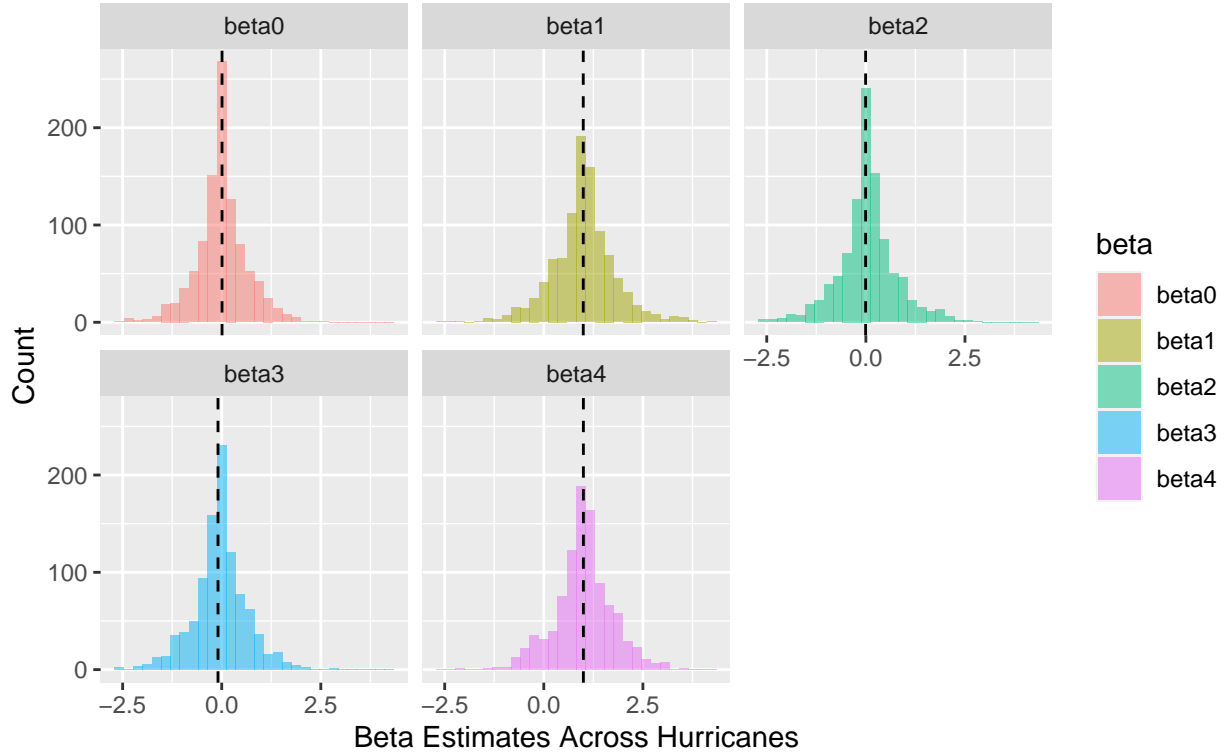 beta0 beta1 beta2
200
100
0
−2.5 0.0 2.5
beta3 beta4
200
100
0
−2.5 0.0 2.5 −2.5 0.0 2.5
Count
Beta Estimates Across Hurricanes
beta
beta0
beta1
beta2
beta3
beta4